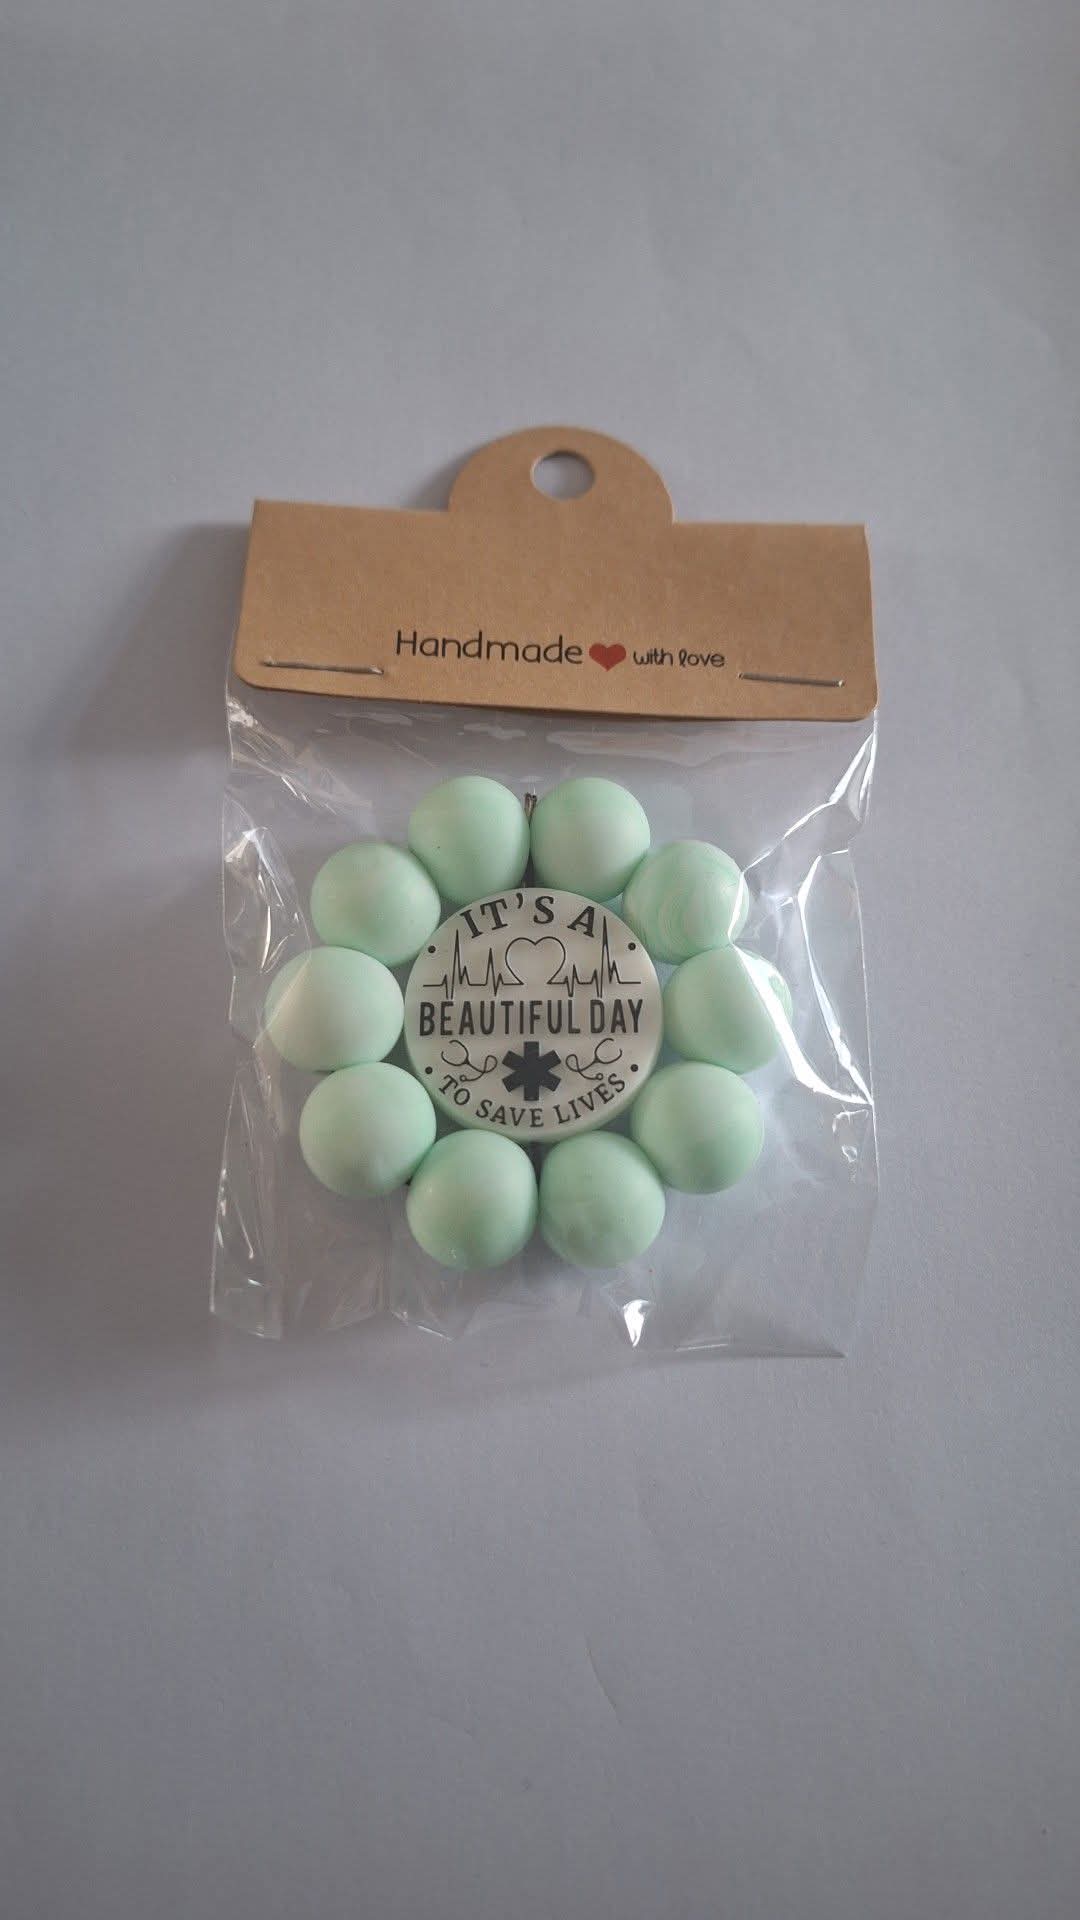 Handmade with love
IT'S A
BEAUTIFUL DAY
TO SAVE LIVES